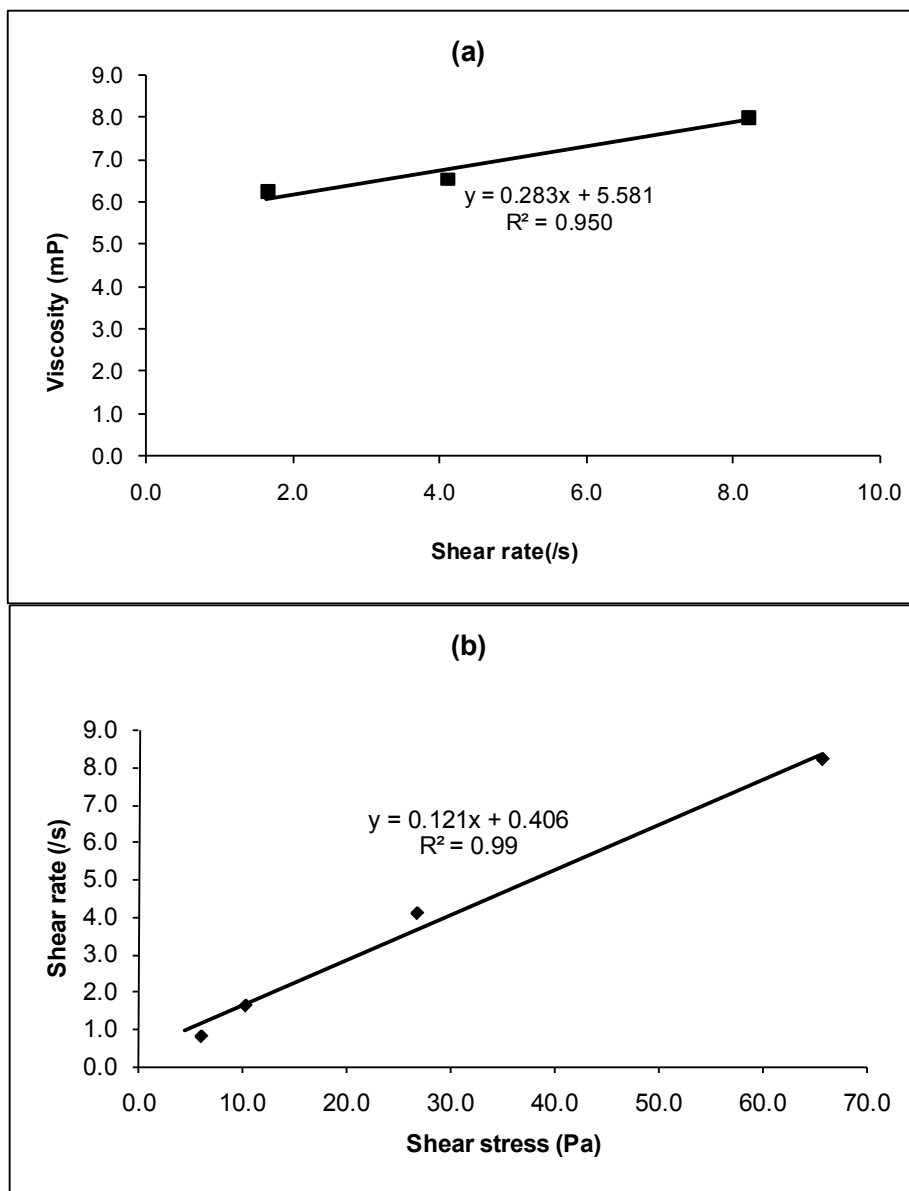 (a)
9.0
8.0
7.0
6.0
5.0
4.0
3.0
2.0
1.0
0.0
Viscosity (mP)
y = 0.283x + 5.581
R² = 0.950
0.0 2.0 4.0 6.0 8.0 10.0
Shear rate(/s)
(b)
9.0
8.0
7.0
6.0
5.0
4.0
3.0
2.0
1.0
0.0
Shear rate (/s)
y = 0.121x + 0.406
R² = 0.99
0.0 10.0 20.0 30.0 40.0 50.0 60.0 70.0
Shear stress (Pa)